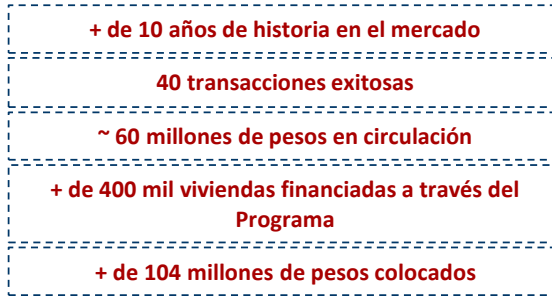 + de 10 años de historia en el mercado
40 transacciones exitosas
~ 60 millones de pesos en circulación
+ de 400 mil viviendas financiadas a través del
Programa
+ de 104 millones de pesos colocados